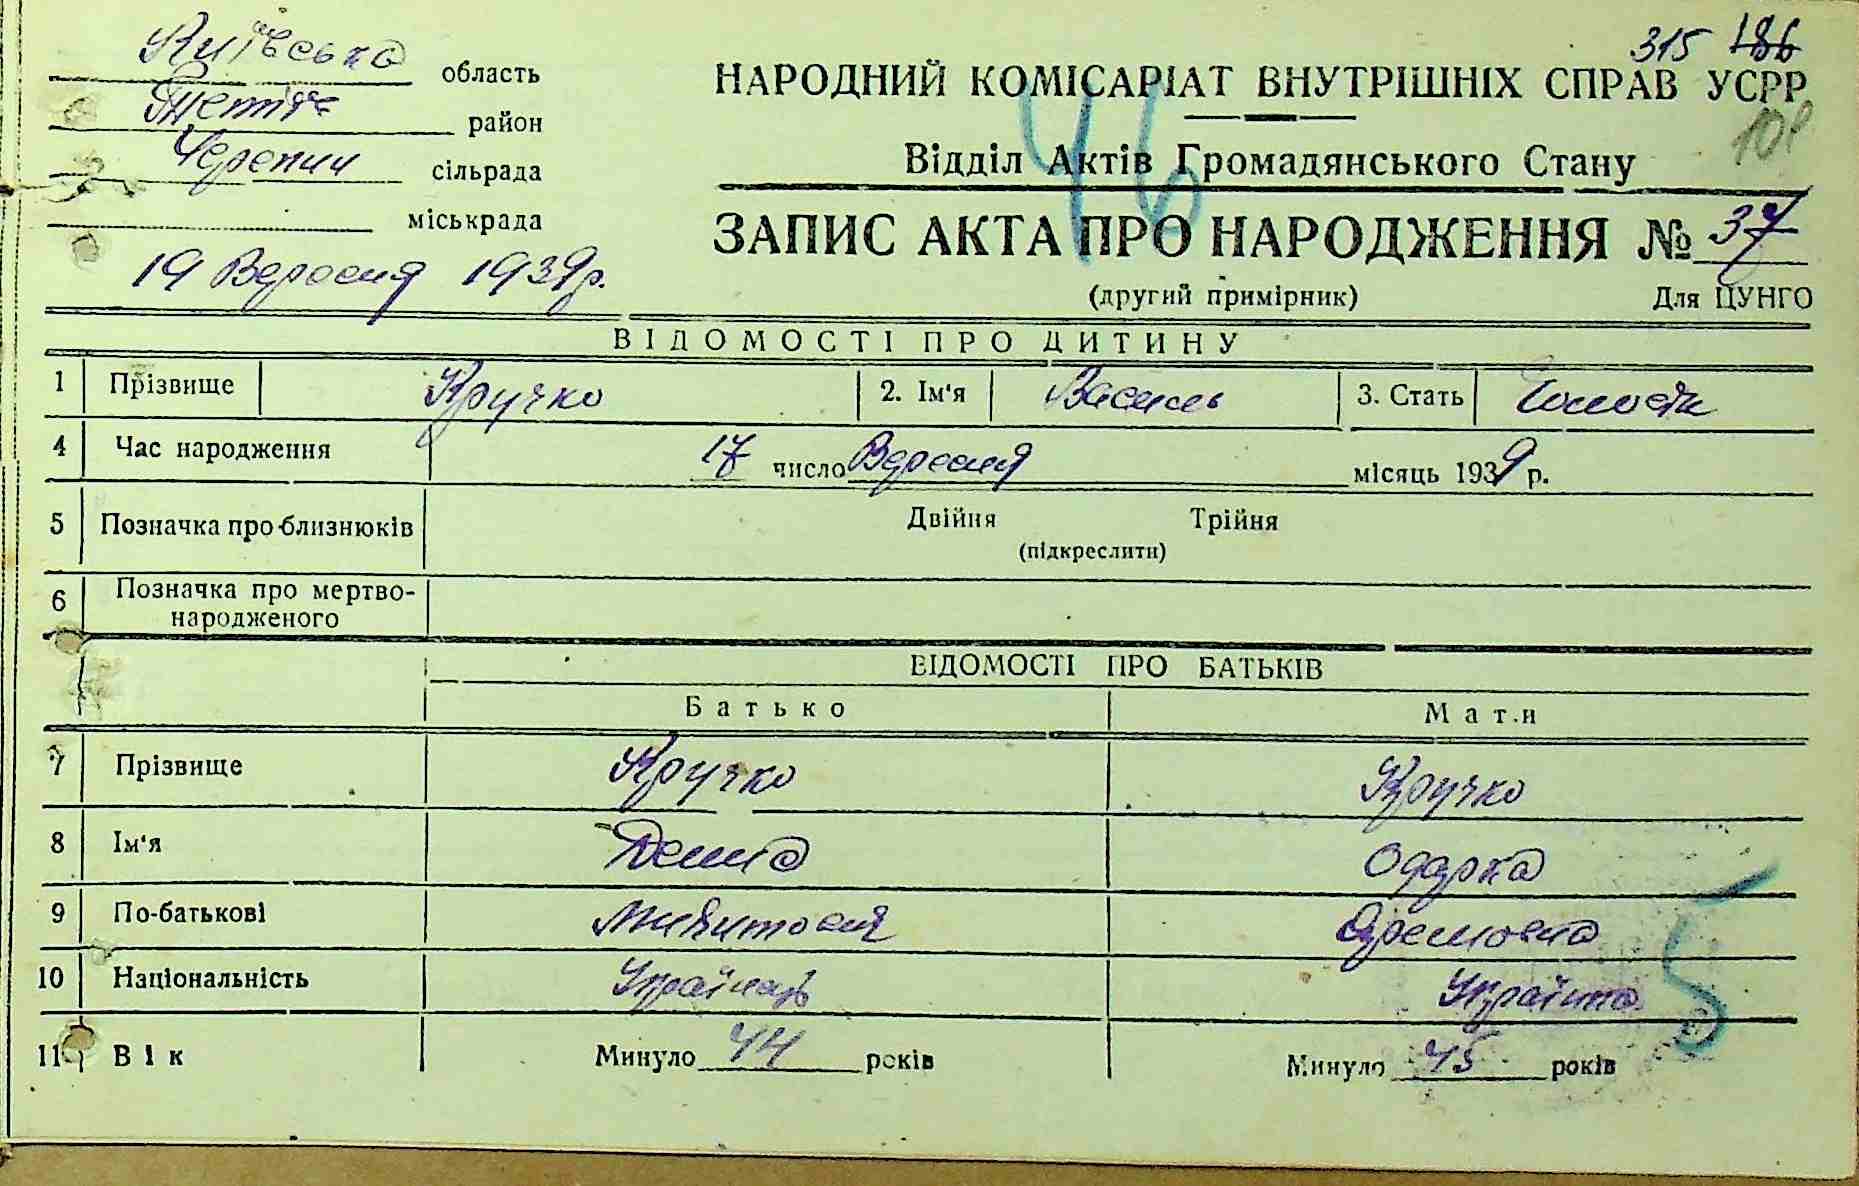 315 186
Київська область
НАРОДНИЙ КОМІСАРІАТ ВНУТРІШНІХ СПРАВ УСРР
Тетіїв район
46
Відділ Актів Громадянського Стану
Черепин сільрада
міськрада
ЗАПИС АКТА ПРО НАРОДЖЕННЯ № 37
19 Вересня 1939 р.
(другий примірник) Для ЦУНГО
ВІДОМОСТІ ПРО ДИТИНУ
1 Прізвище Кручко 2. Ім'я Василь 3. Стать
4 Час народження 17 число Вересня місяць 1939 р.
5 Позначка про близнюків Двійня Трійня
(підкреслити)
6 Позначка про мертво-
народженого
ВІДОМОСТІ ПРО БАТЬКІВ
Батько Мати
7 Прізвище Кручко Кручко
8 Ім'я Одарка
9 По-батькові
10 Національність Українець Українка
5
11 Вік Минуло 44 років Минуло 45 років